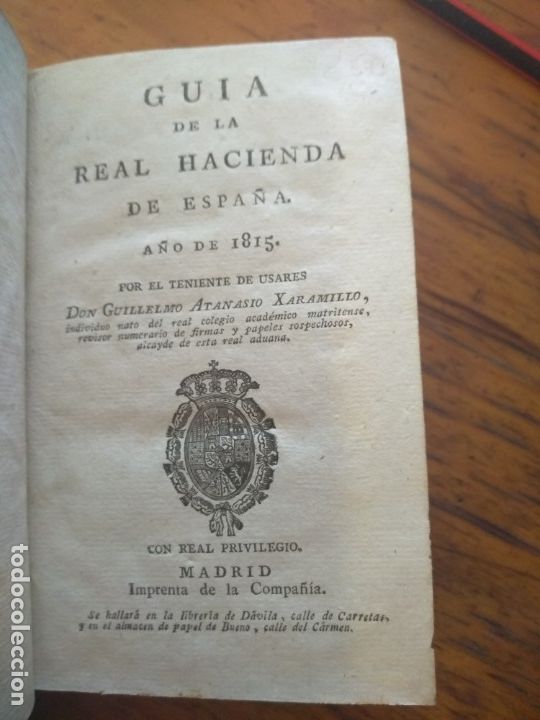 GUIA
DE LA
REAL HACIENDA
DE ESPAÑA.
AÑO DE 1815.
POR EL TENIENTE DE USARES
DON GUILLELMO ATANASIO XARAMILLO,
individuo nato del real colegio académico matritense,
revisor numerario de firmas y papeles sospechosos,
alcayde de esta real aduana.
CON REAL PRIVILEGIO.
MADRID
Imprenta de la Compañía.
Se hallará en la librería de Dávila, calle de Carretas,
y en el almacen de papel de Bueno, calle del Cármen.
todocoleccion.net